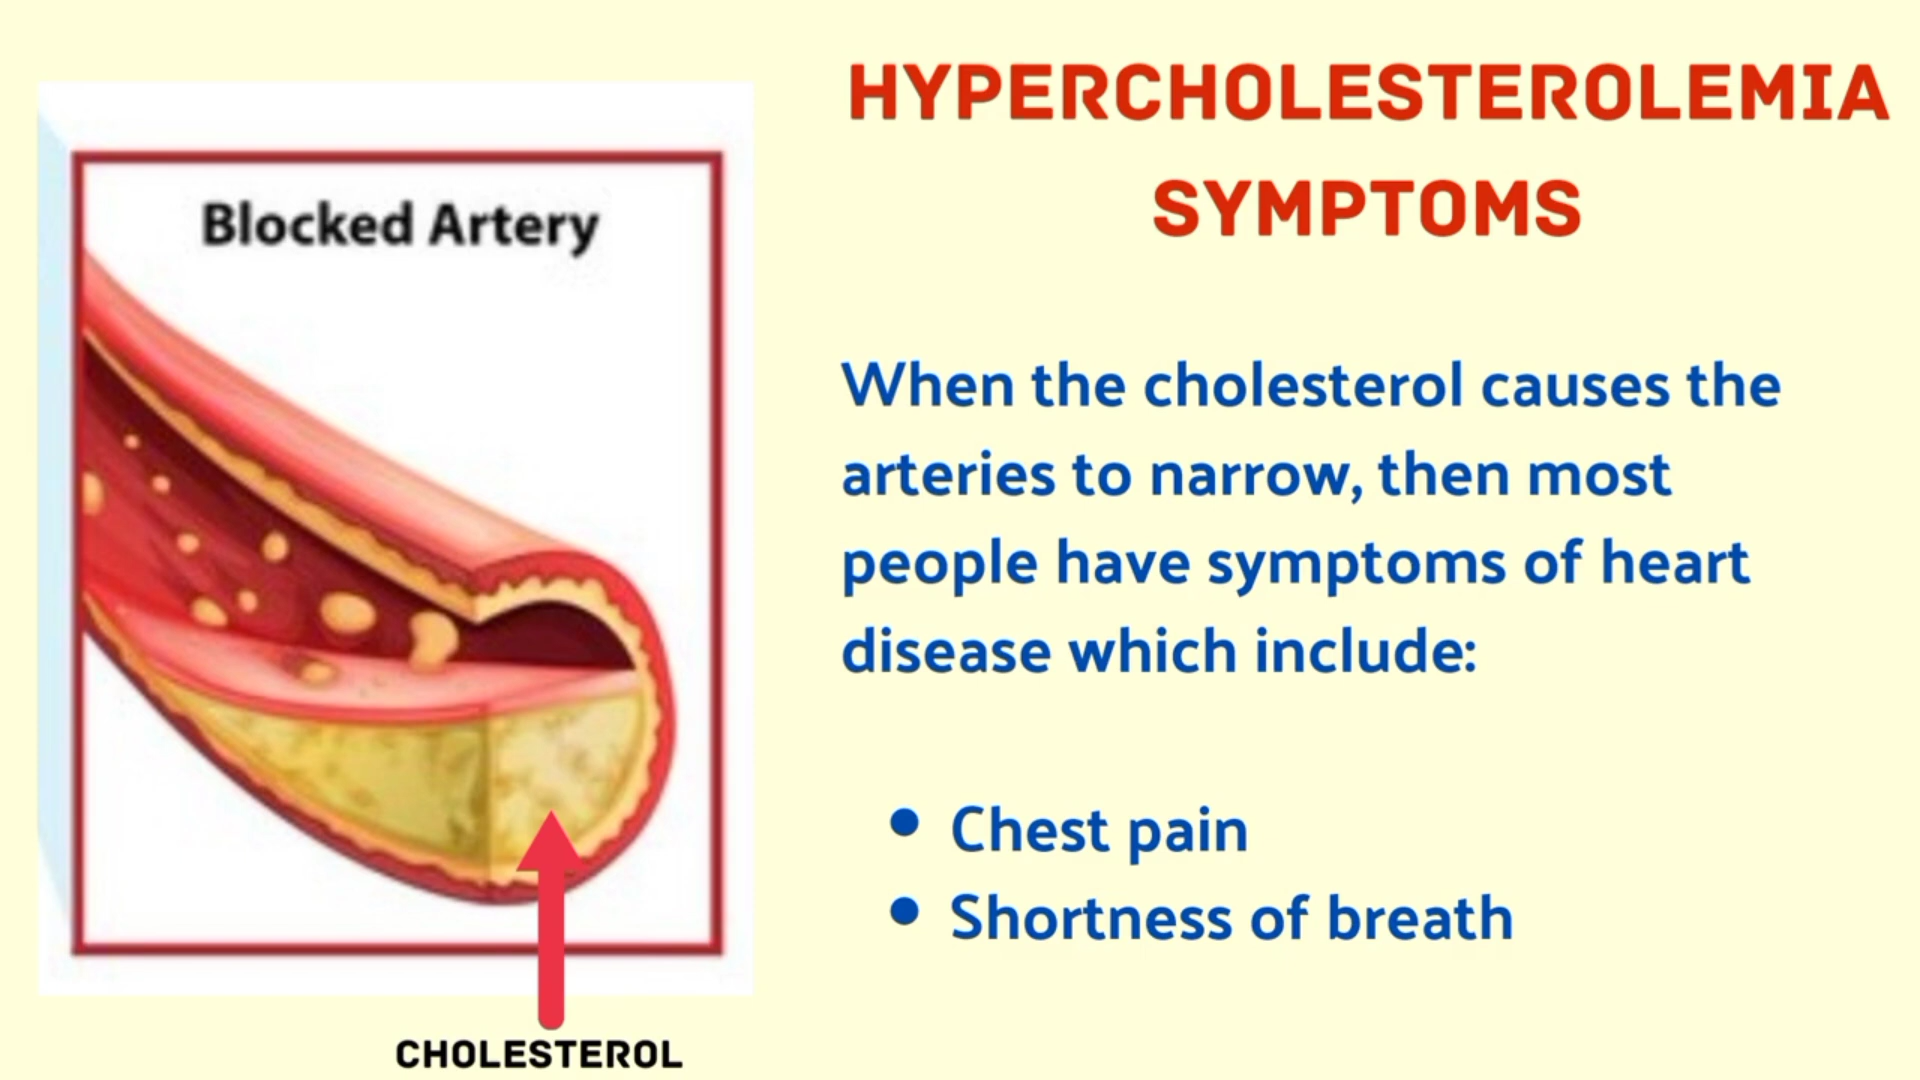 HYPERCHOLESTEROLEMIA
SYMPTOMS
Blocked Artery
When the cholesterol causes the
arteries to narrow, then most
people have symptoms of heart
disease which include:
• Chest pain
• Shortness of breath
CHOLESTEROL